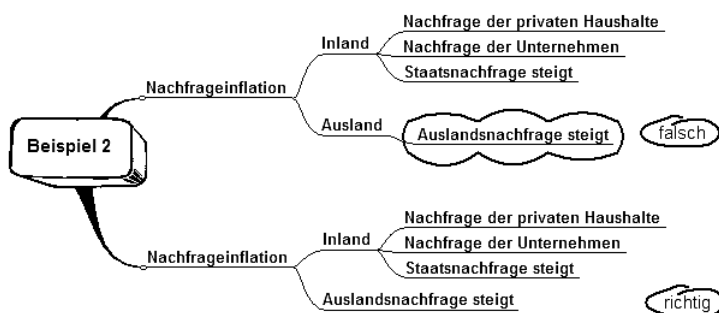 Nachfrage der privaten Haushalte
Inland
Nachfrage der Unternehmen
Staatsnachfrage steigt
Nachfrageinflation
Ausland
Auslandsnachfrage steigt
falsch
Beispiel 2
Nachfrage der privaten Haushalte
Inland
Nachfrage der Unternehmen
Staatsnachfrage steigt
Nachfrageinflation
Auslandsnachfrage steigt
richtig